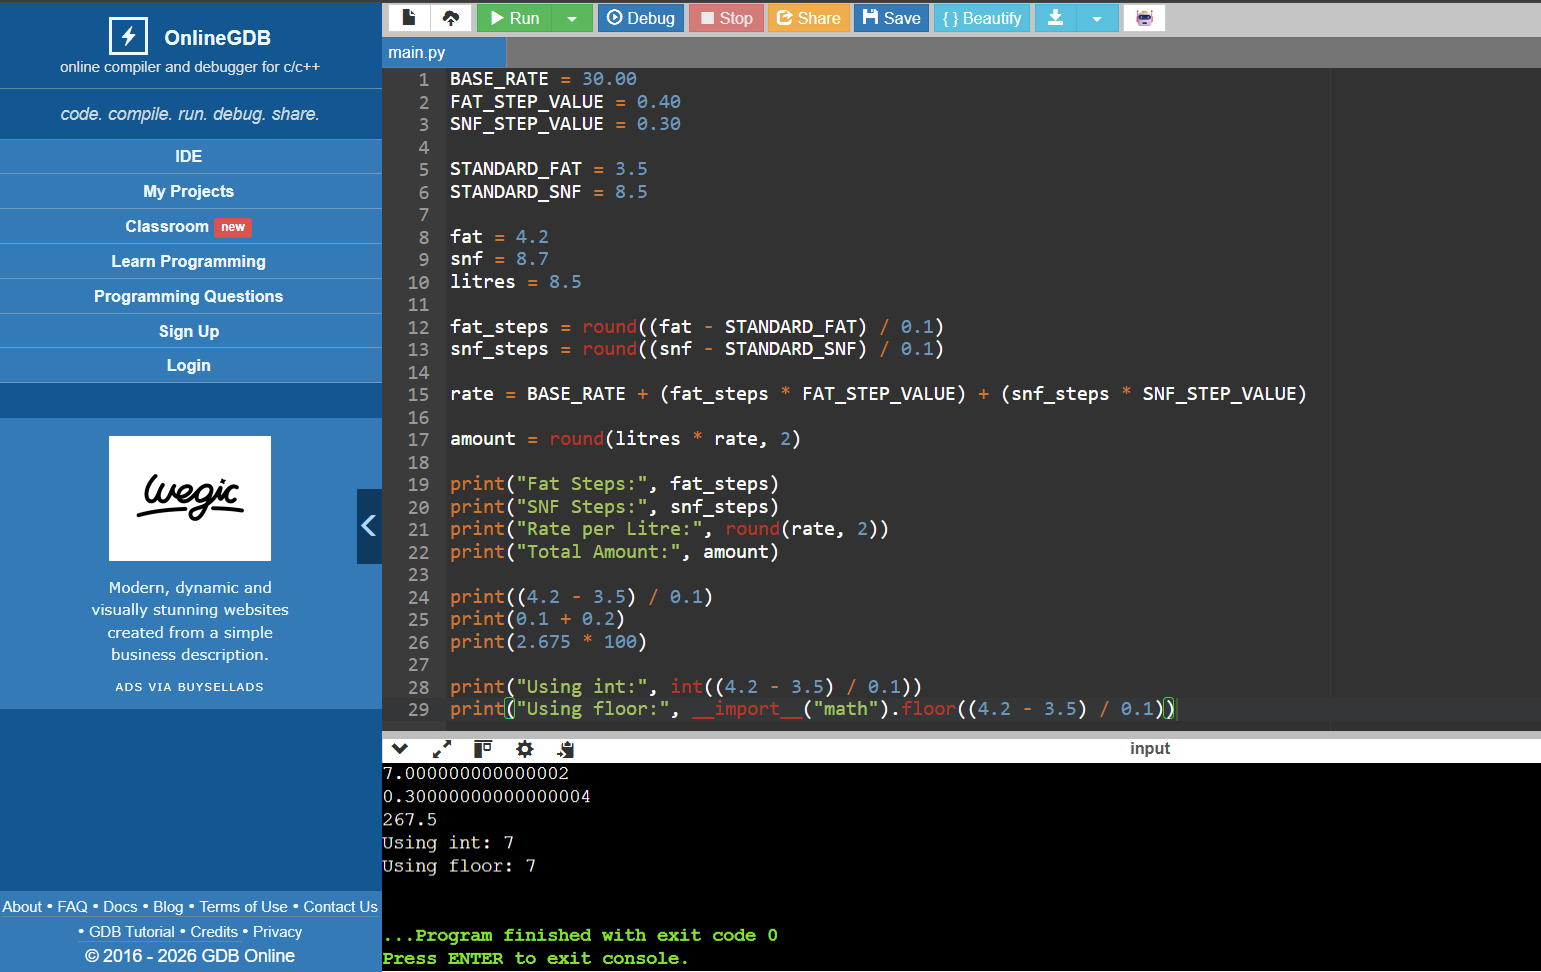 OnlineGDB
online compiler and debugger for c/c++
code. compile. run. debug. share.
IDE
My Projects
Classroom new
Learn Programming
Programming Questions
Sign Up
Login
wegic
Modern, dynamic and
visually stunning websites
created from a simple
business description.
ADS VIA BUYSELLADS
About • FAQ • Docs • Blog • Terms of Use • Contact Us
• GDB Tutorial • Credits • Privacy
© 2016 - 2026 GDB Online
Run Debug Stop Share Save { } Beautify
main.py
1 BASE_RATE = 30.00
2 FAT_STEP_VALUE = 0.40
3 SNF_STEP_VALUE = 0.30
4
5 STANDARD_FAT = 3.5
6 STANDARD_SNF = 8.5
7
8 fat = 4.2
9 snf = 8.7
10 litres = 8.5
11
12 fat_steps = round((fat - STANDARD_FAT) / 0.1)
13 snf_steps = round((snf - STANDARD_SNF) / 0.1)
14
15 rate = BASE_RATE + (fat_steps * FAT_STEP_VALUE) + (snf_steps * SNF_STEP_VALUE)
16
17 amount = round(litres * rate, 2)
18
19 print("Fat Steps:", fat_steps)
20 print("SNF Steps:", snf_steps)
21 print("Rate per Litre:", round(rate, 2))
22 print("Total Amount:", amount)
23
24 print((4.2 - 3.5) / 0.1)
25 print(0.1 + 0.2)
26 print(2.675 * 100)
27
28 print("Using int:", int((4.2 - 3.5) / 0.1))
29 print("Using floor:", __import__("math").floor((4.2 - 3.5) / 0.1))
input
7.000000000000002
0.30000000000000004
267.5
Using int: 7
Using floor: 7
...Program finished with exit code 0
Press ENTER to exit console.